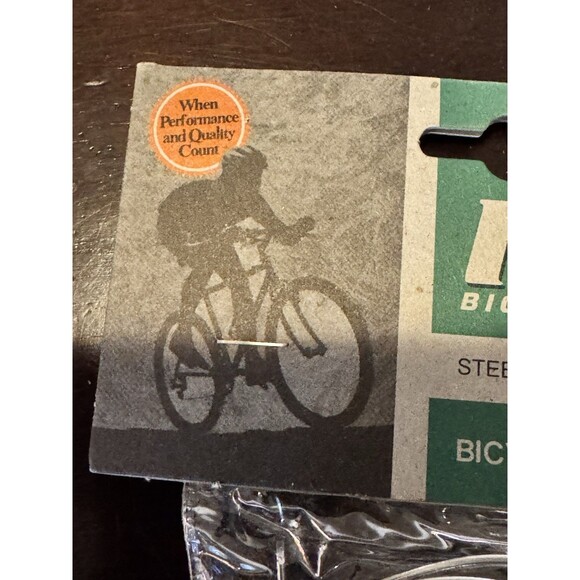 When
Performance
and Quality
Count
BIC
STEE
BICY